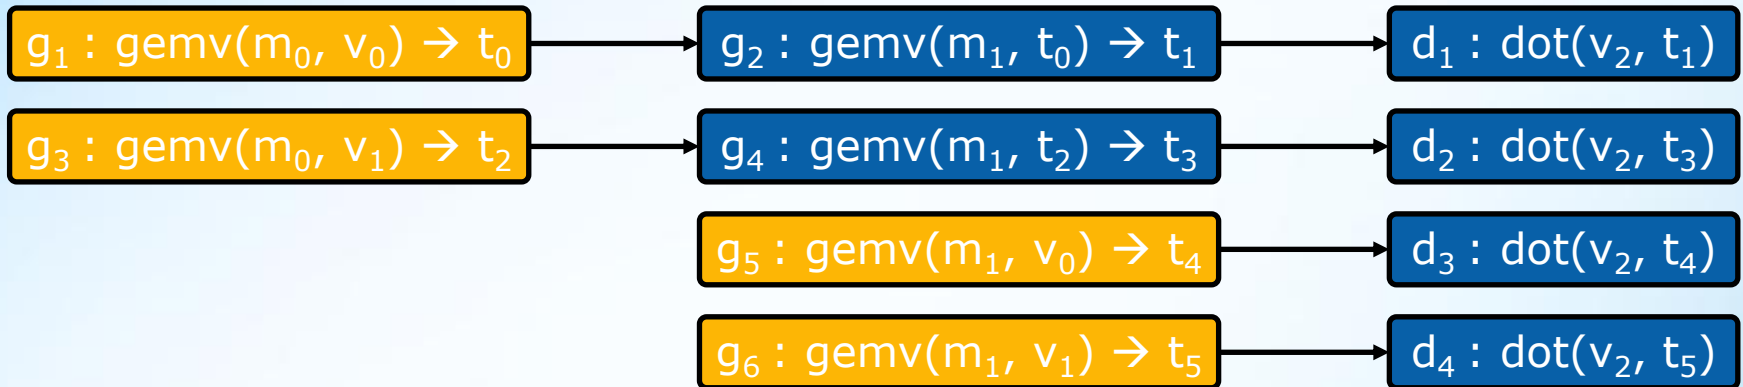 g₁ : gemv(m₀, v₀) → t₀ g₂ : gemv(m₁, t₀) → t₁ d₁ : dot(v₂, t₁)
g₃ : gemv(m₀, v₁) → t₂ g₄ : gemv(m₁, t₂) → t₃ d₂ : dot(v₂, t₃)
g₅ : gemv(m₁, v₀) → t₄ d₃ : dot(v₂, t₄)
g₆ : gemv(m₁, v₁) → t₅ d₄ : dot(v₂, t₅)